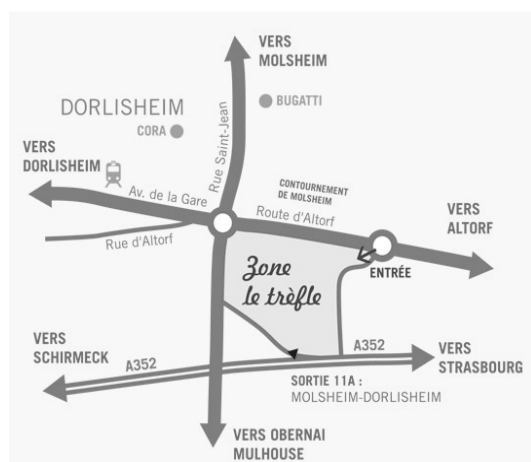 VERS
MOLSHEIM
BUGATTI
DORLISHEIM
CORA
Rue Saint-Jean
VERS
DORLISHEIM
Av. de la Gare
CONTOURNEMENT
DE MOLSHEIM
Route d'Altorf
VERS
ALTORF
Rue d'Altorf
ENTRÉE
Zone
le trèfle
VERS
SCHIRMECK
A352
A352
VERS
STRASBOURG
SORTIE 11A :
MOLSHEIM-DORLISHEIM
VERS OBERNAI
MULHOUSE